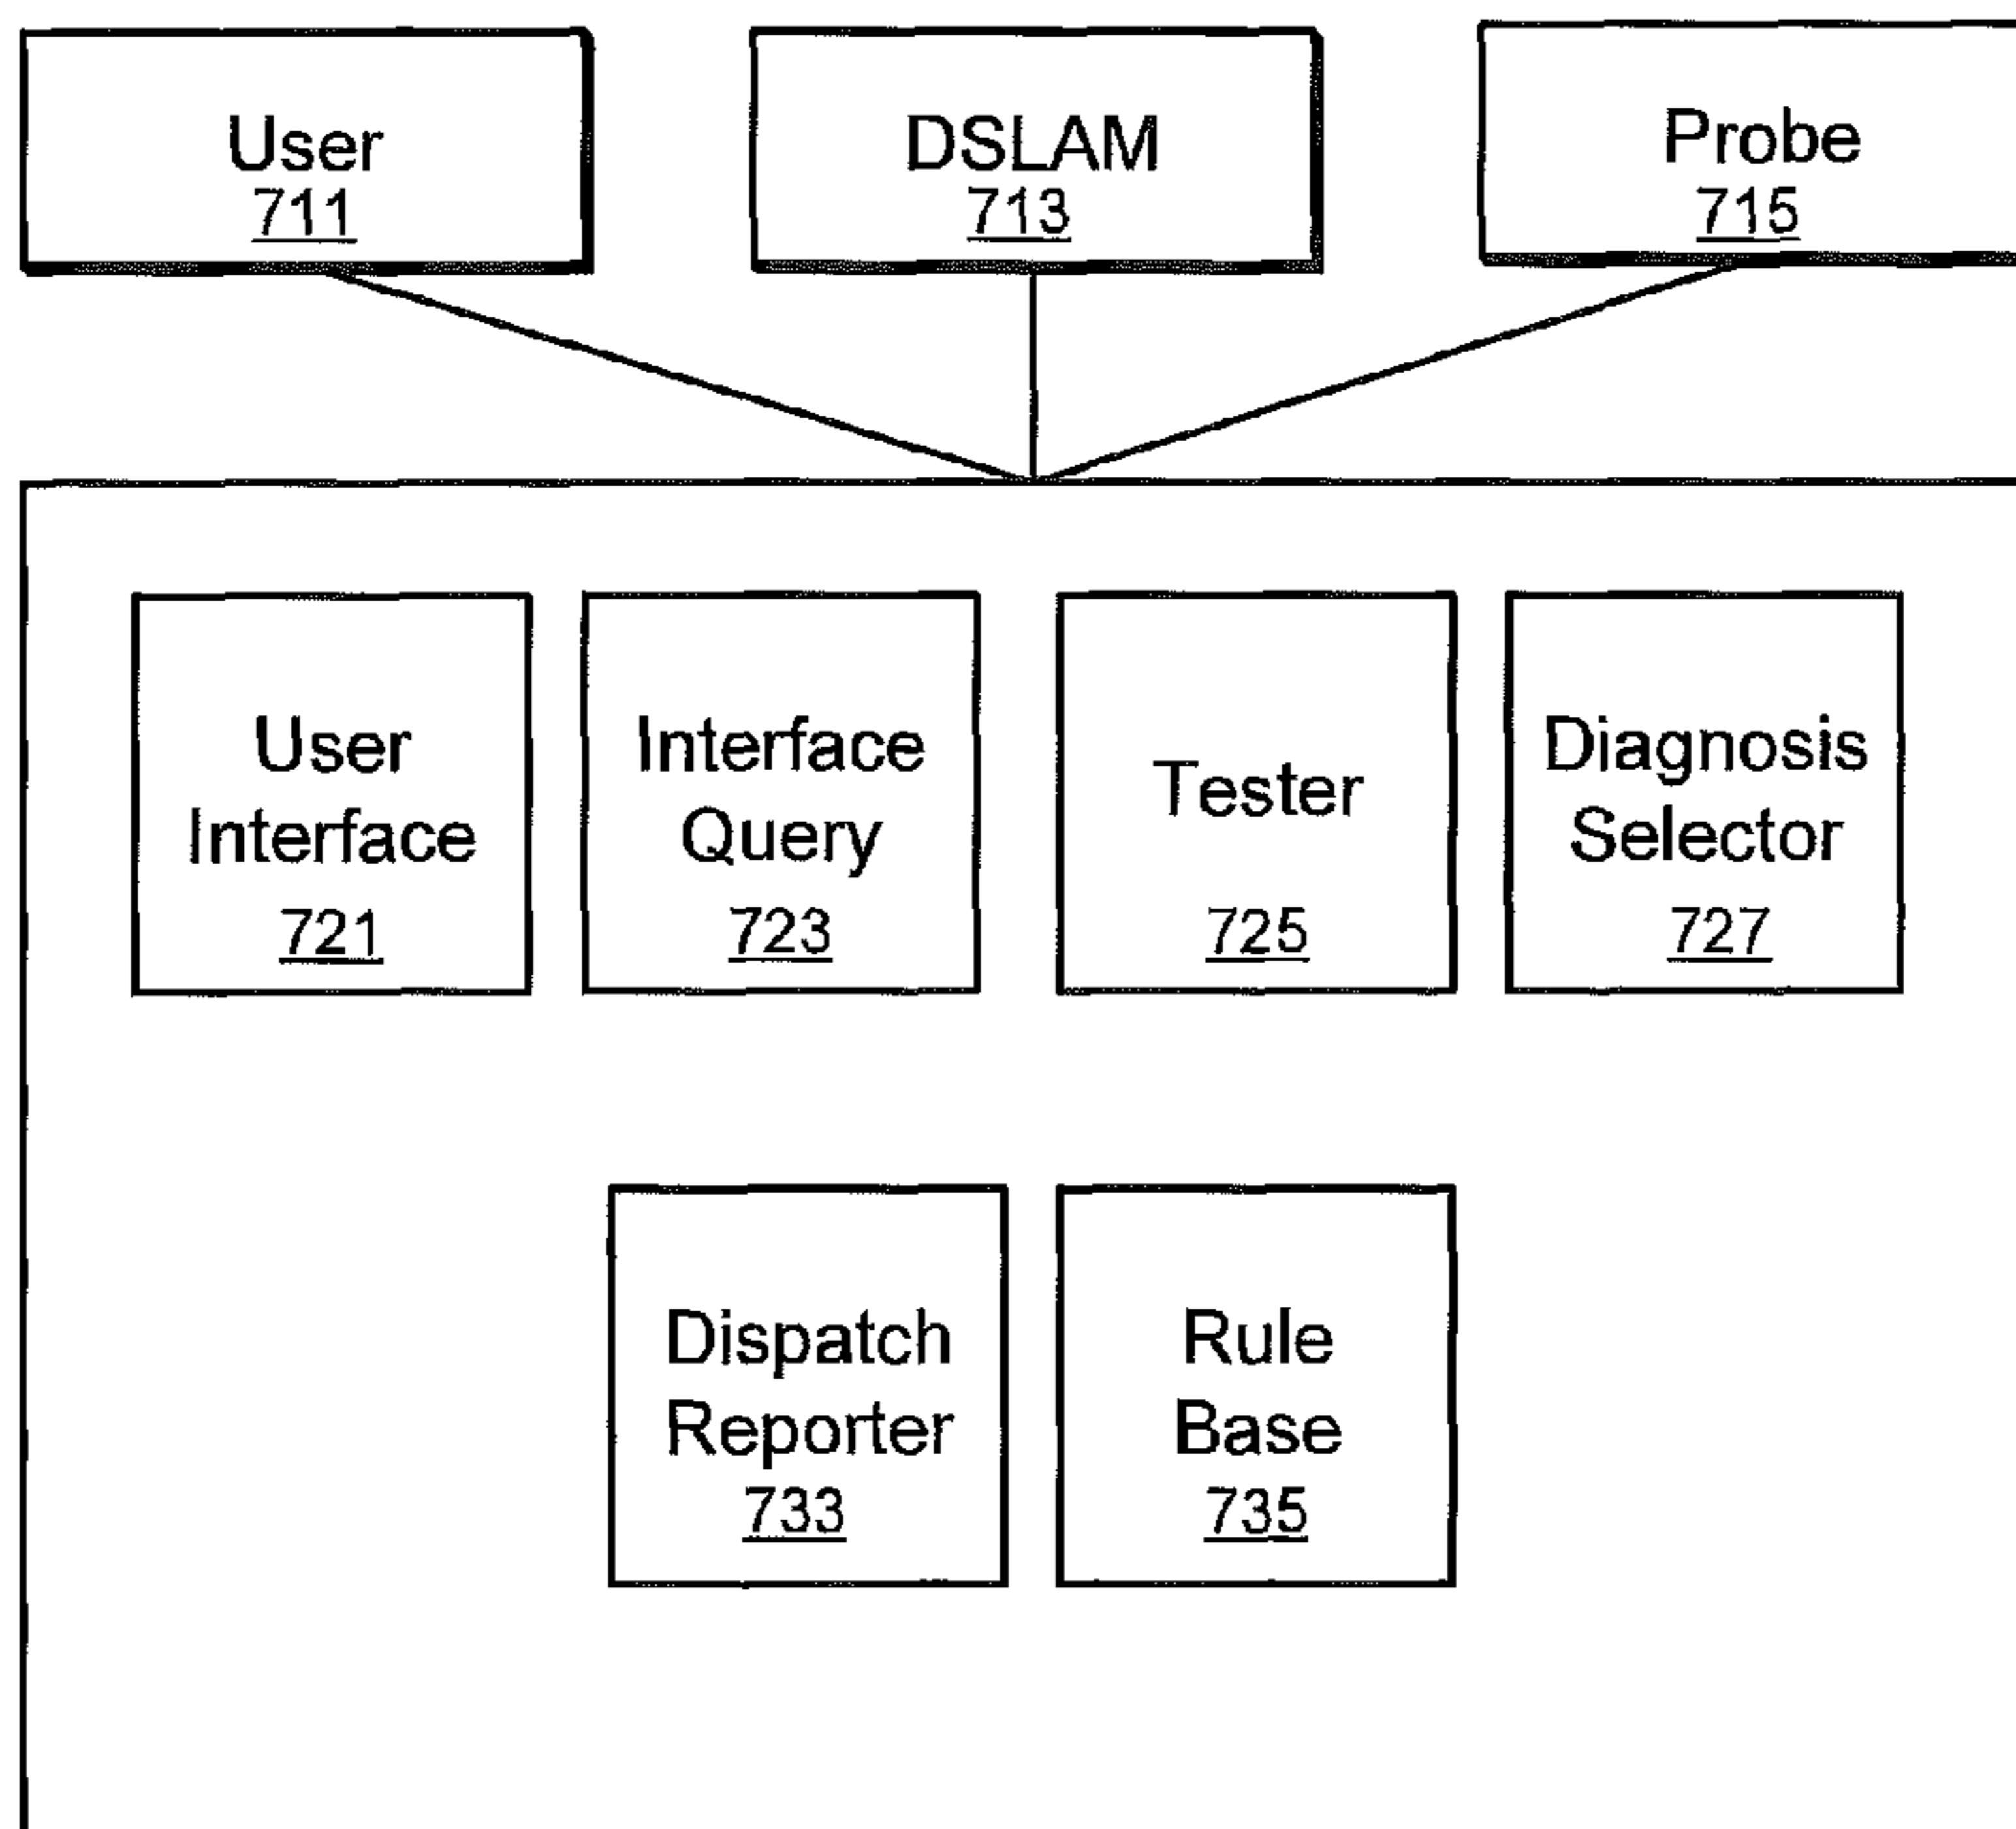 User
711
DSLAM
713
Probe
715
User
Interface
721
Interface
Query
723
Tester
725
Diagnosis
Selector
727
Dispatch
Reporter
733
Rule
Base
735